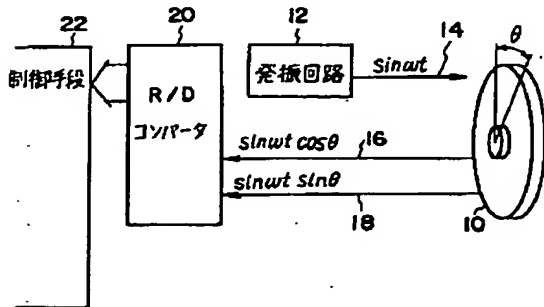 22
制御手段
20
R/D
コンバータ
12
発振回路
sinωt
14
θ
sinωt cosθ
16
sinωt sinθ
18
10